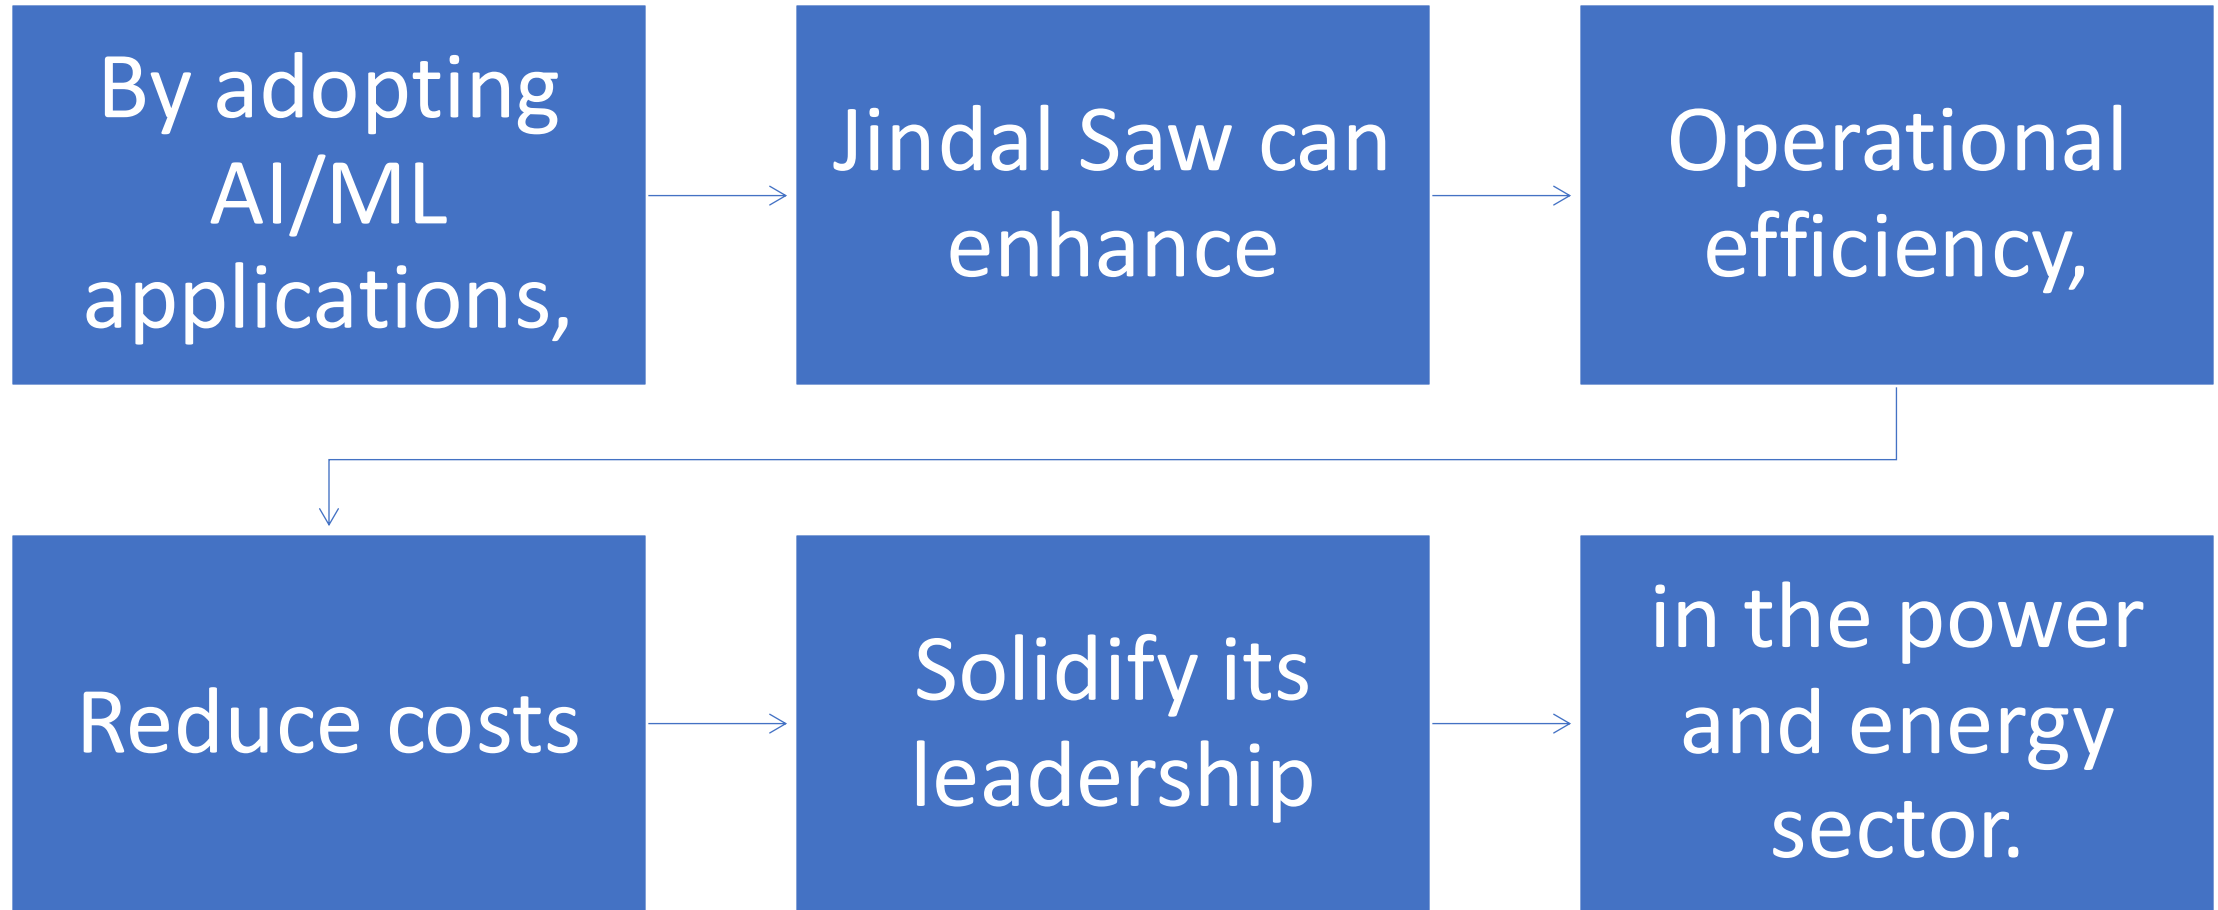 By adopting
AI/ML
applications,
Jindal Saw can
enhance
Operational
efficiency,
Reduce costs
Solidify its
leadership
in the power
and energy
sector.